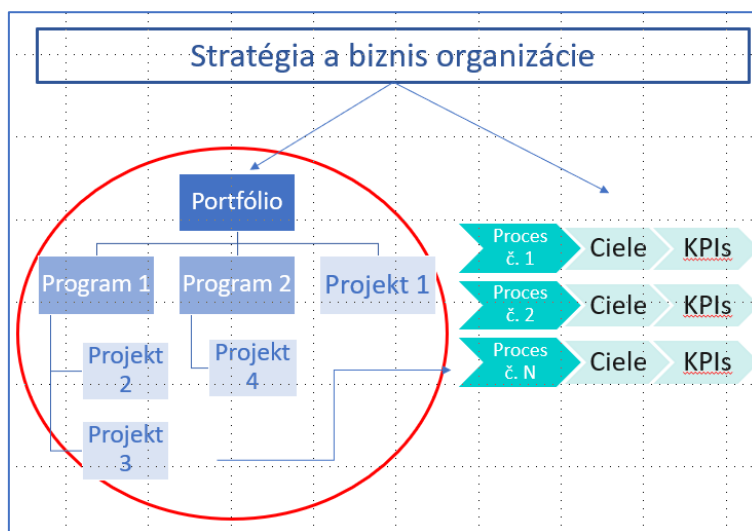 Stratégia a biznis organizácie
Portfólio
Program 1
Program 2
Projekt 1
Projekt
2
Projekt
4
Projekt
3
Proces
č. 1
Ciele
KPIs
Proces
č. 2
Ciele
KPIs
Proces
č. N
Ciele
KPIs